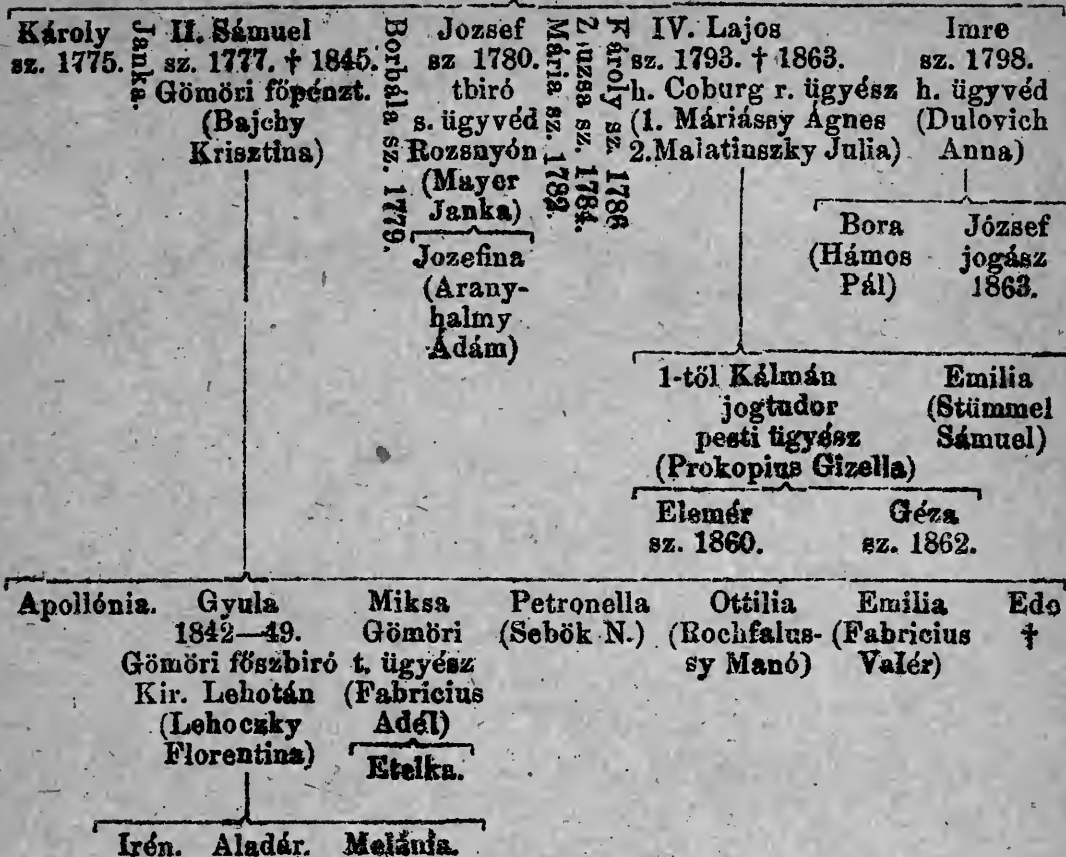 Károly
sz. 1775.
Janka.
II. Sámuel
sz. 1777. † 1845.
Gömöri főpénzt.
(Bajchy
Krisztina)
Borbála sz. 1779.
Jozsef
sz 1780.
tbiró
s. ügyvéd
Rozsnyón
(Mayer
Janka)
Jozefina
(Arany-
halmy
Ádám)
Mária sz. 1782.
Zsuzsa sz. 1784.
Károly sz. 1786
IV. Lajos
sz. 1793. † 1863.
h. Coburg r. ügyész
(1. Máriássy Ágnes
2.Malatinszky Julia)
Imre
sz. 1798.
h. ügyvéd
(Dulovich
Anna)
Bora
(Hámos
Pál)
József
jogász
1863.
1-től Kálmán
jogtudor
pesti ügyész
(Prokopius Gizella)
Emilia
(Stümmel
Sámuel)
Elemér
sz. 1860.
Géza
sz. 1862.
Apollónia.
Gyula
1842—49.
Gömöri főszbiró
Kir. Lehotán
(Lehoczky
Florentina)
Miksa
Gömöri
t. ügyész
(Fabricius
Adél)
Etelka.
Petronella
(Sebök N.)
Ottilia
(Rochfalus-
sy Manó)
Emilia
(Fabricius
Valér)
Edo
†
Irén. Aladár. Melánia.